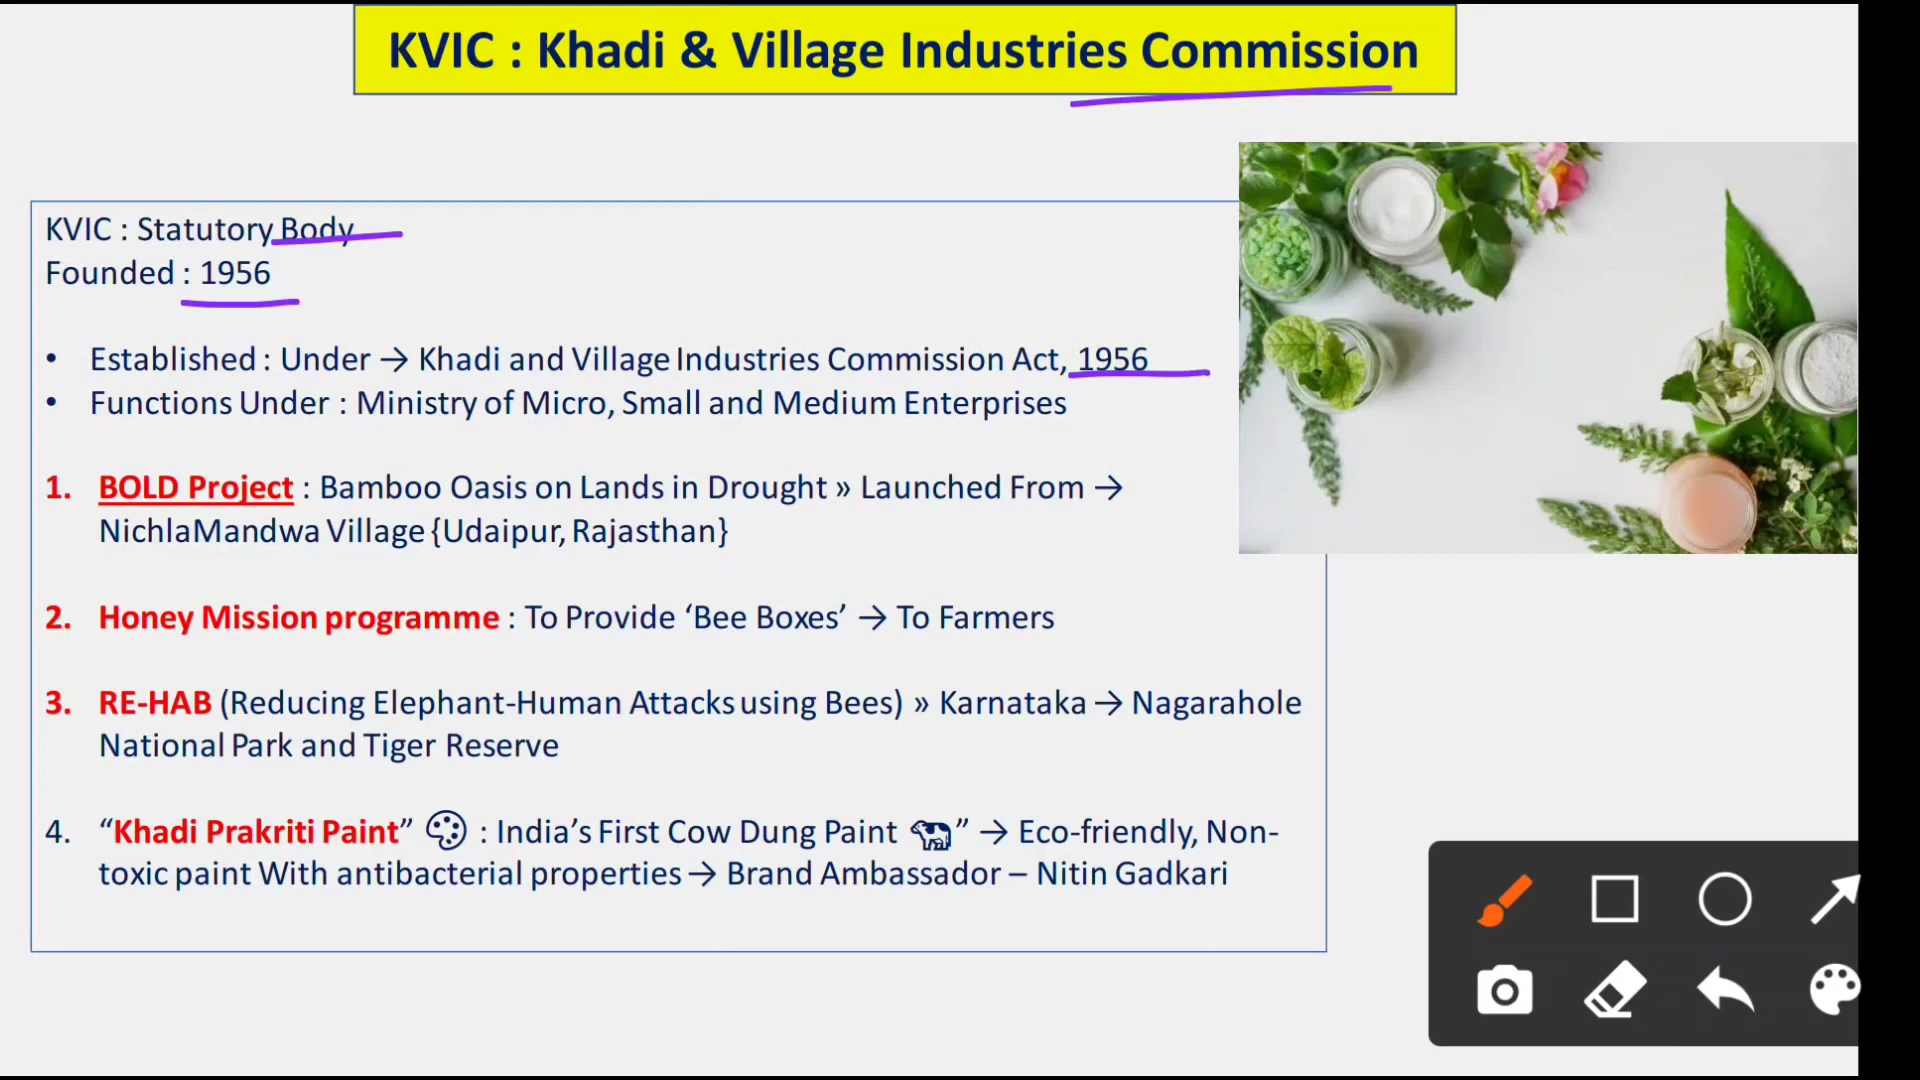 KVIC : Khadi & Village Industries Commission
KVIC : Statutory Body
Founded : 1956
• Established : Under → Khadi and Village Industries Commission Act, 1956
• Functions Under : Ministry of Micro, Small and Medium Enterprises
1. BOLD Project : Bamboo Oasis on Lands in Drought » Launched From →
NichlaMandwa Village {Udaipur, Rajasthan}
2. Honey Mission programme : To Provide ‘Bee Boxes’ → To Farmers
3. RE-HAB (Reducing Elephant-Human Attacks using Bees) » Karnataka → Nagarahole
National Park and Tiger Reserve
4. “Khadi Prakriti Paint” : India’s First Cow Dung Paint ” → Eco-friendly, Non-
toxic paint With antibacterial properties → Brand Ambassador – Nitin Gadkari